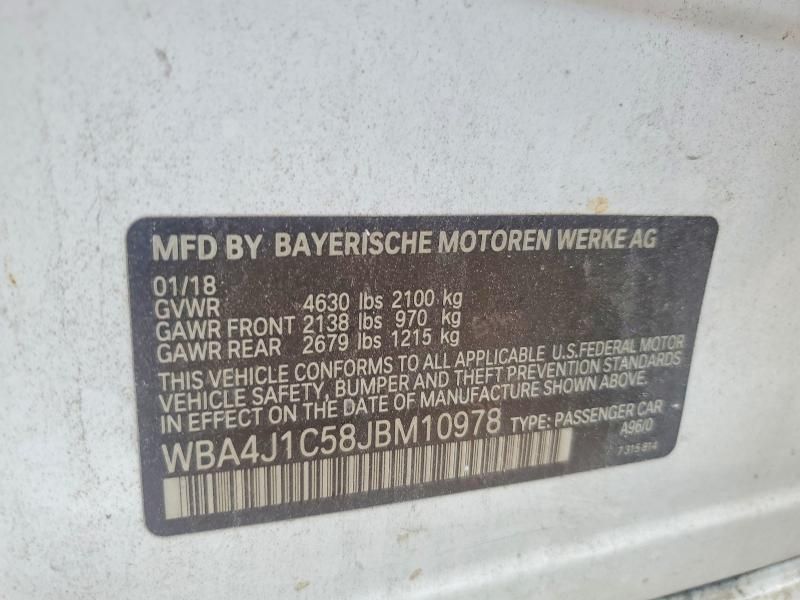 MFD BY BAYERISCHE MOTOREN WERKE AG
01/18
GVWR 4630 lbs 2100 kg
GAWR FRONT 2138 lbs 970 kg
GAWR REAR 2679 lbs 1215 kg
THIS VEHICLE CONFORMS TO ALL APPLICABLE U.S.FEDERAL MOTOR
VEHICLE SAFETY, BUMPER AND THEFT PREVENTION STANDARDS
IN EFFECT ON THE DATE OF MANUFACTURE SHOWN ABOVE.
WBA4J1C58JBM10978 TYPE: PASSENGER CAR
A96/0
7315814